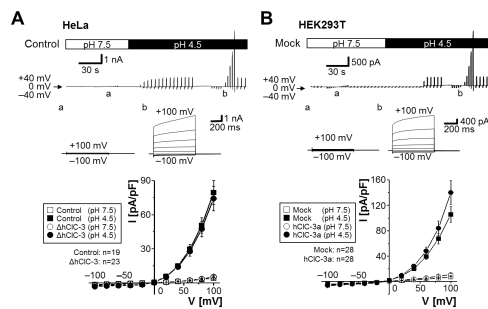 A
HeLa
Control
pH 7.5
pH 4.5
1 nA
30 s
+40 mV
0 mV
−40 mV
a
b
a
b
+100 mV
−100 mV
+100 mV
−100 mV
1 nA
200 ms
Control (pH 7.5)
Control (pH 4.5)
ΔhClC-3 (pH 7.5)
ΔhClC-3 (pH 4.5)
Control: n=19
ΔhClC-3: n=23
I [pA/pF]
90
60
30
−100
−50
0
50
100
V [mV]
B
HEK293T
Mock
pH 7.5
pH 4.5
500 pA
30 s
+40 mV
0 mV
−40 mV
a
b
a
b
+100 mV
−100 mV
+100 mV
−100 mV
400 pA
200 ms
Mock (pH 7.5)
Mock (pH 4.5)
hClC-3a (pH 7.5)
hClC-3a (pH 4.5)
Mock: n=28
hClC-3a: n=28
I [pA/pF]
160
120
80
40
−100
−50
0
50
100
V [mV]